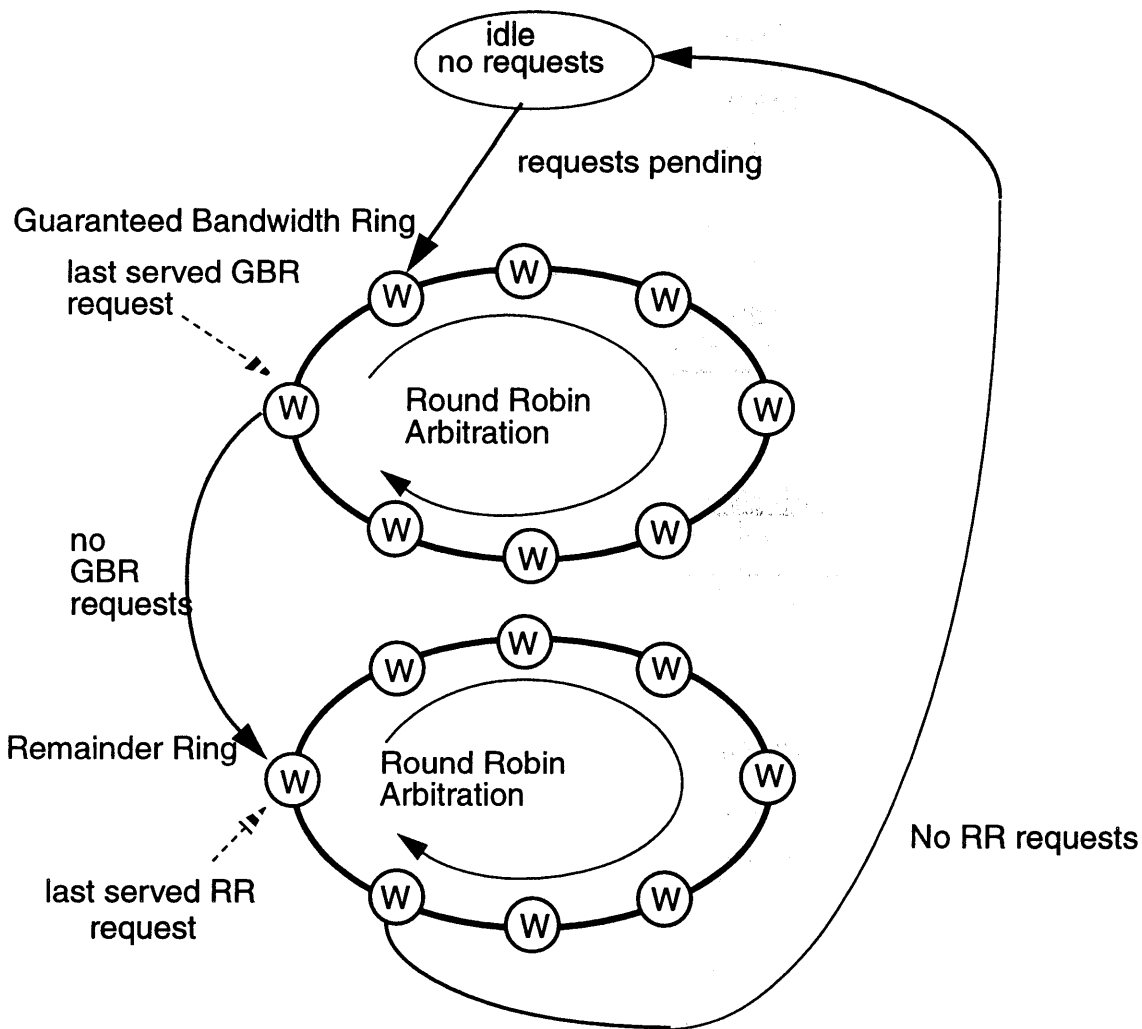 idle
no requests
requests pending
Guaranteed Bandwidth Ring
last served GBR
request
W
W
W
W
W
W
W
W
Round Robin
Arbitration
no
GBR
requests
W
W
W
W
W
W
W
W
Remainder Ring
Round Robin
Arbitration
last served RR
request
No RR requests